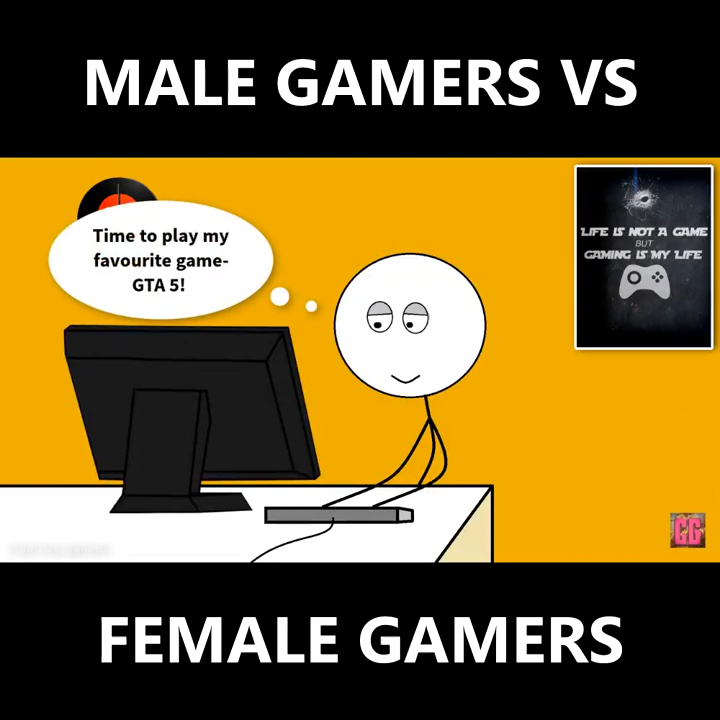 MALE GAMERS VS
Time to play my
favourite game-
GTA 5!
LIFE IS NOT A GAME
BUT
GAMING IS MY LIFE
GG
FEMALE GAMERS